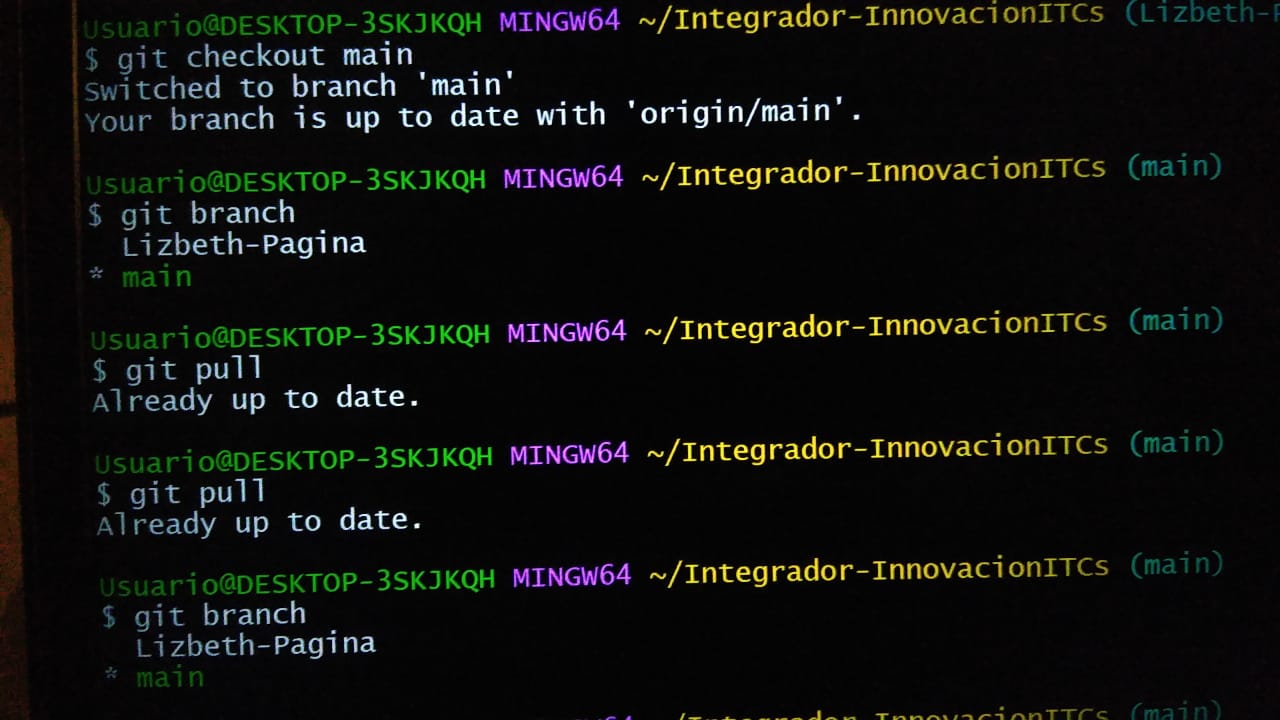 Usuario@DESKTOP-3SKJKQH MINGW64 ~/Integrador-InnovacionITCs (Lizbeth-
$ git checkout main
Switched to branch 'main'
Your branch is up to date with 'origin/main'.
Usuario@DESKTOP-3SKJKQH MINGW64 ~/Integrador-InnovacionITCs (main)
$ git branch
Lizbeth-Pagina
* main
Usuario@DESKTOP-3SKJKQH MINGW64 ~/Integrador-InnovacionITCs (main)
$ git pull
Already up to date.
Usuario@DESKTOP-3SKJKQH MINGW64 ~/Integrador-InnovacionITCs (main)
$ git pull
Already up to date.
Usuario@DESKTOP-3SKJKQH MINGW64 ~/Integrador-InnovacionITCs (main)
$ git branch
Lizbeth-Pagina
* main
~/Integrador-InnovacionITCs (main)